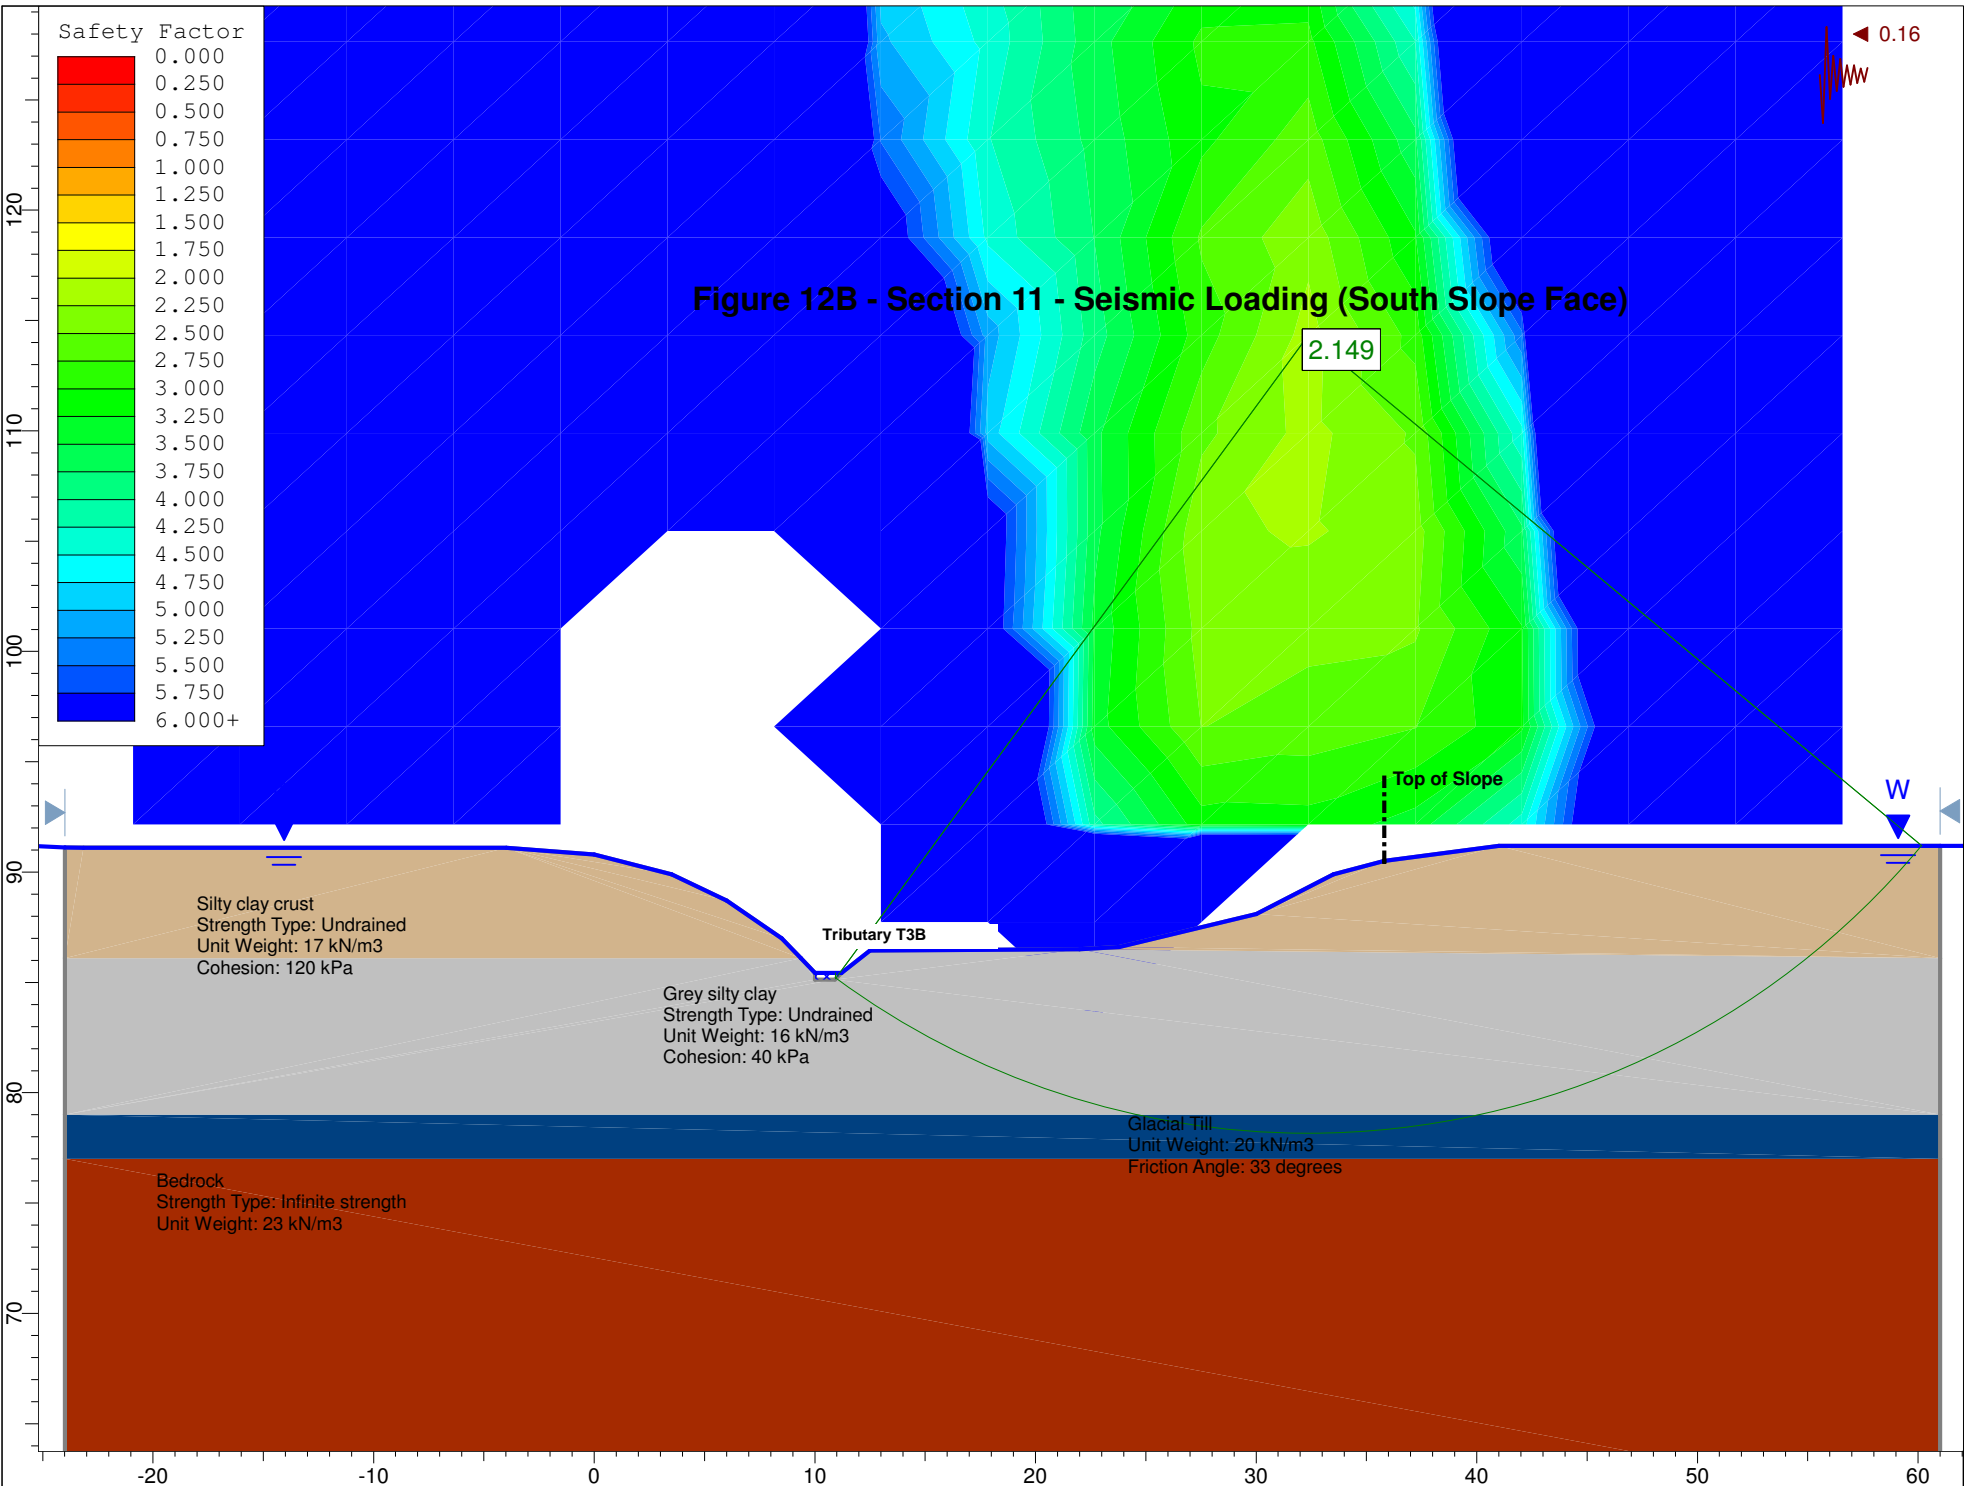 Safety Factor
0.000
0.250
0.500
0.750
1.000
1.250
1.500
1.750
2.000
2.250
2.500
2.750
3.000
3.250
3.500
3.750
4.000
4.250
4.500
4.750
5.000
5.250
5.500
5.750
6.000+
0.16
Figure 12B - Section 11 - Seismic Loading (South Slope Face)
2.149
Top of Slope
W
Tributary T3B
Silty clay crust
Strength Type: Undrained
Unit Weight: 17 kN/m3
Cohesion: 120 kPa
Grey silty clay
Strength Type: Undrained
Unit Weight: 16 kN/m3
Cohesion: 40 kPa
Glacial Till
Unit Weight: 20 kN/m3
Friction Angle: 33 degrees
Bedrock
Strength Type: Infinite strength
Unit Weight: 23 kN/m3
120
110
100
90
80
70
-20
-10
0
10
20
30
40
50
60